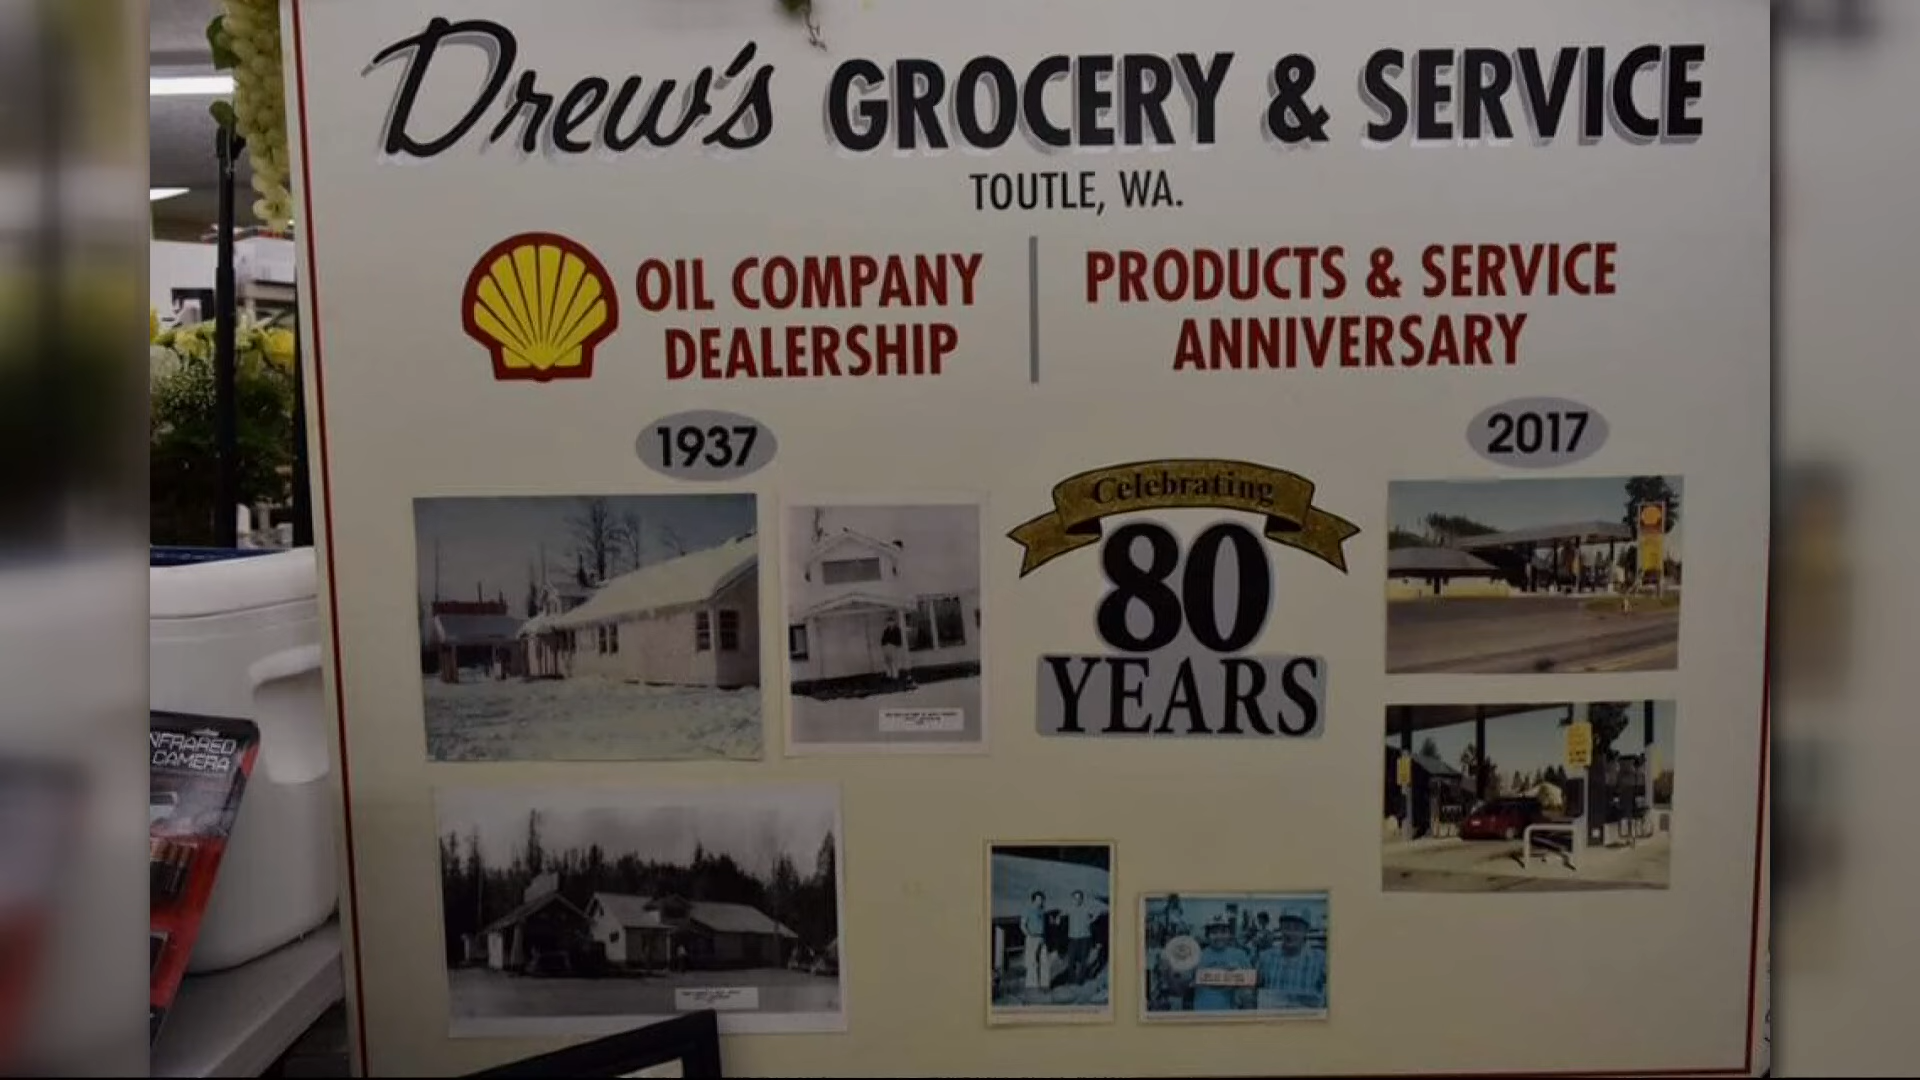 Drew's GROCERY & SERVICE
TOUTLE, WA.
OIL COMPANY
DEALERSHIP
PRODUCTS & SERVICE
ANNIVERSARY
1937
2017
Celebrating
80
YEARS
INFRARED
CAMERA